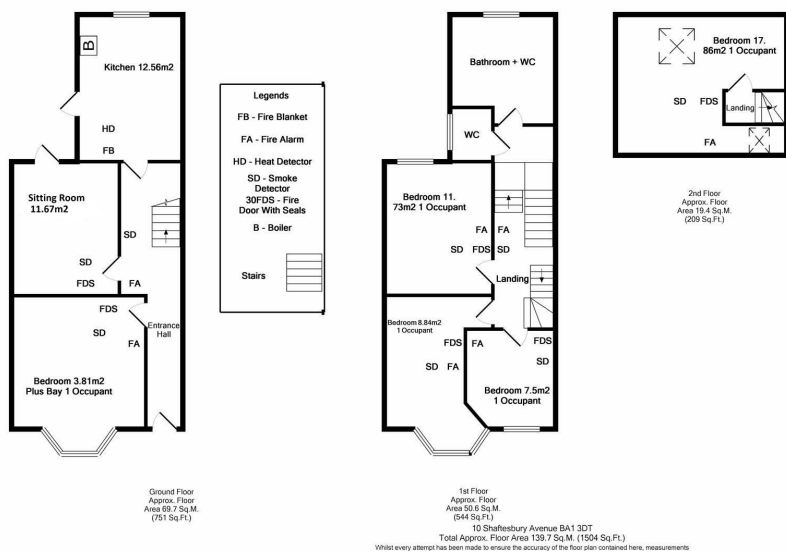 B
Kitchen 12.56m2
HD
FB
Sitting Room
11.67m2
SD
SD
FDS
FA
FDS
SD
FA
Entrance
Hall
Bedroom 3.81m2
Plus Bay 1 Occupant
Ground Floor
Approx. Floor
Area 69.7 Sq.M.
(751 Sq.Ft.)
Legends
FB - Fire Blanket
FA - Fire Alarm
HD - Heat Detector
SD - Smoke
Detector
30FDS - Fire
Door With Seals
B - Boiler
Stairs
Bathroom + WC
WC
Bedroom 11.
73m2 1 Occupant
FA FA
SD FDS SD
Landing
Bedroom 8.84m2
1 Occupant
FDS FA
SD FA
FDS
SD
Bedroom 7.5m2
1 Occupant
1st Floor
Approx. Floor
Area 50.6 Sq.M.
(544 Sq.Ft.)
Bedroom 17.
86m2 1 Occupant
SD FDS
Landing
FA
2nd Floor
Approx. Floor
Area 19.4 Sq.M.
(209 Sq.Ft.)
10 Shaftesbury Avenue BA1 3DT
Total Approx. Floor Area 139.7 Sq.M. (1504 Sq.Ft.)
Whilst every attempt has been made to ensure the accuracy of the floor plan contained here, measurements